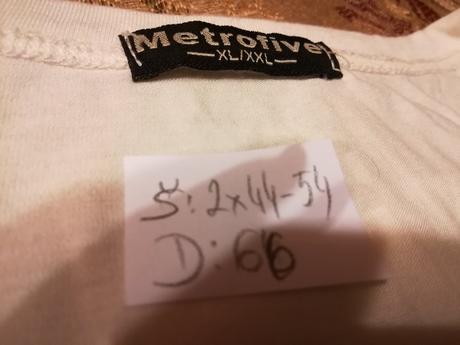 Metrofive
XL/XXL
Š: 2x44-54
D: 66